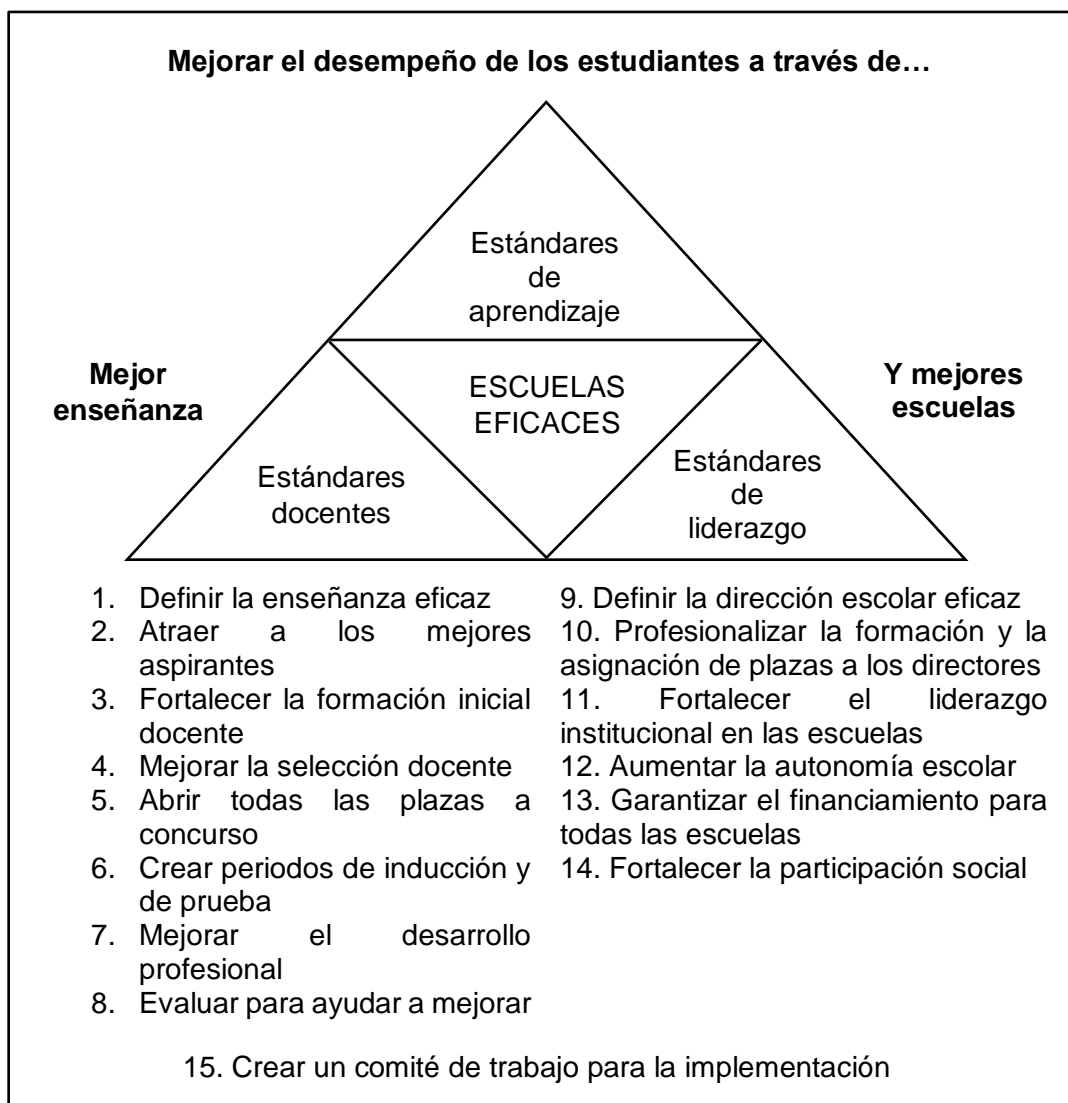 Mejorar el desempeño de los estudiantes a través de…
Estándares
de
aprendizaje
Mejor
enseñanza
ESCUELAS
EFICACES
Y mejores
escuelas
Estándares
docentes
Estándares
de
liderazgo
1. Definir la enseñanza eficaz
2. Atraer a los mejores
aspirantes
3. Fortalecer la formación inicial
docente
4. Mejorar la selección docente
5. Abrir todas las plazas a
concurso
6. Crear periodos de inducción y
de prueba
7. Mejorar el desarrollo
profesional
8. Evaluar para ayudar a mejorar
9. Definir la dirección escolar eficaz
10. Profesionalizar la formación y la
asignación de plazas a los directores
11. Fortalecer el liderazgo
institucional en las escuelas
12. Aumentar la autonomía escolar
13. Garantizar el financiamiento para
todas las escuelas
14. Fortalecer la participación social
15. Crear un comité de trabajo para la implementación